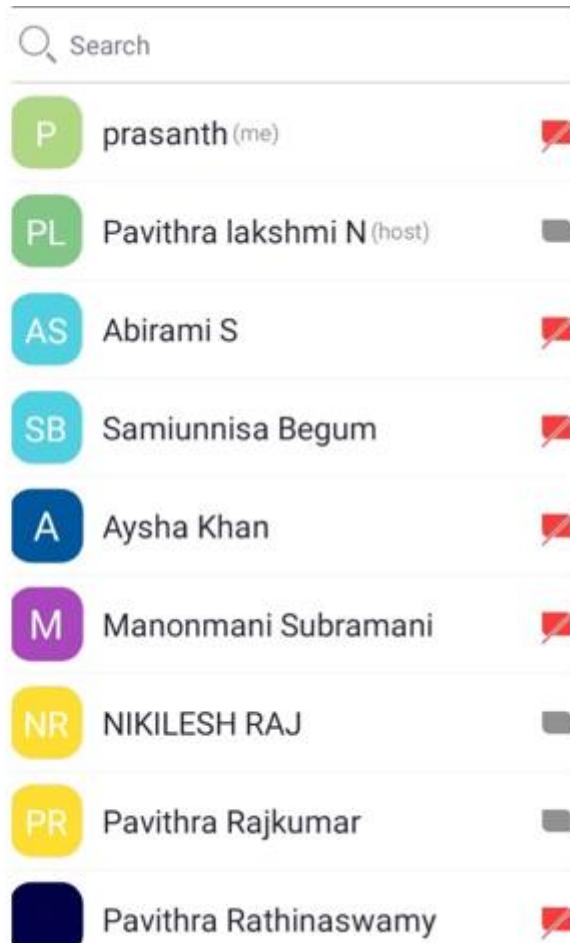 Search
P prasanth (me)
PL Pavithra lakshmi N (host)
AS Abirami S
SB Samiunnisa Begum
A Aysha Khan
M Manonmani Subramani
NR NIKILESH RAJ
PR Pavithra Rajkumar
Pavithra Rathinaswamy